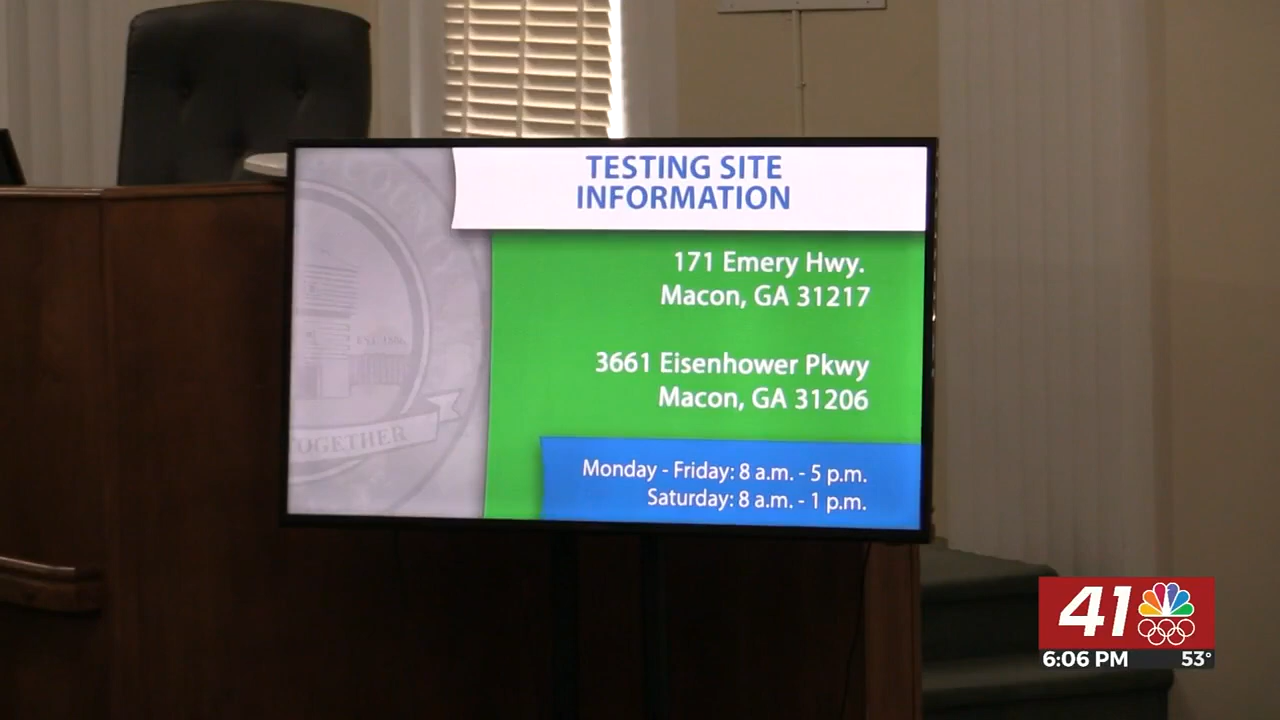 TESTING SITE
INFORMATION
171 Emery Hwy.
Macon, GA 31217
3661 Eisenhower Pkwy
Macon, GA 31206
Monday - Friday: 8 a.m. - 5 p.m.
Saturday: 8 a.m. - 1 p.m.
TOGETHER
41
6:06 PM 53°